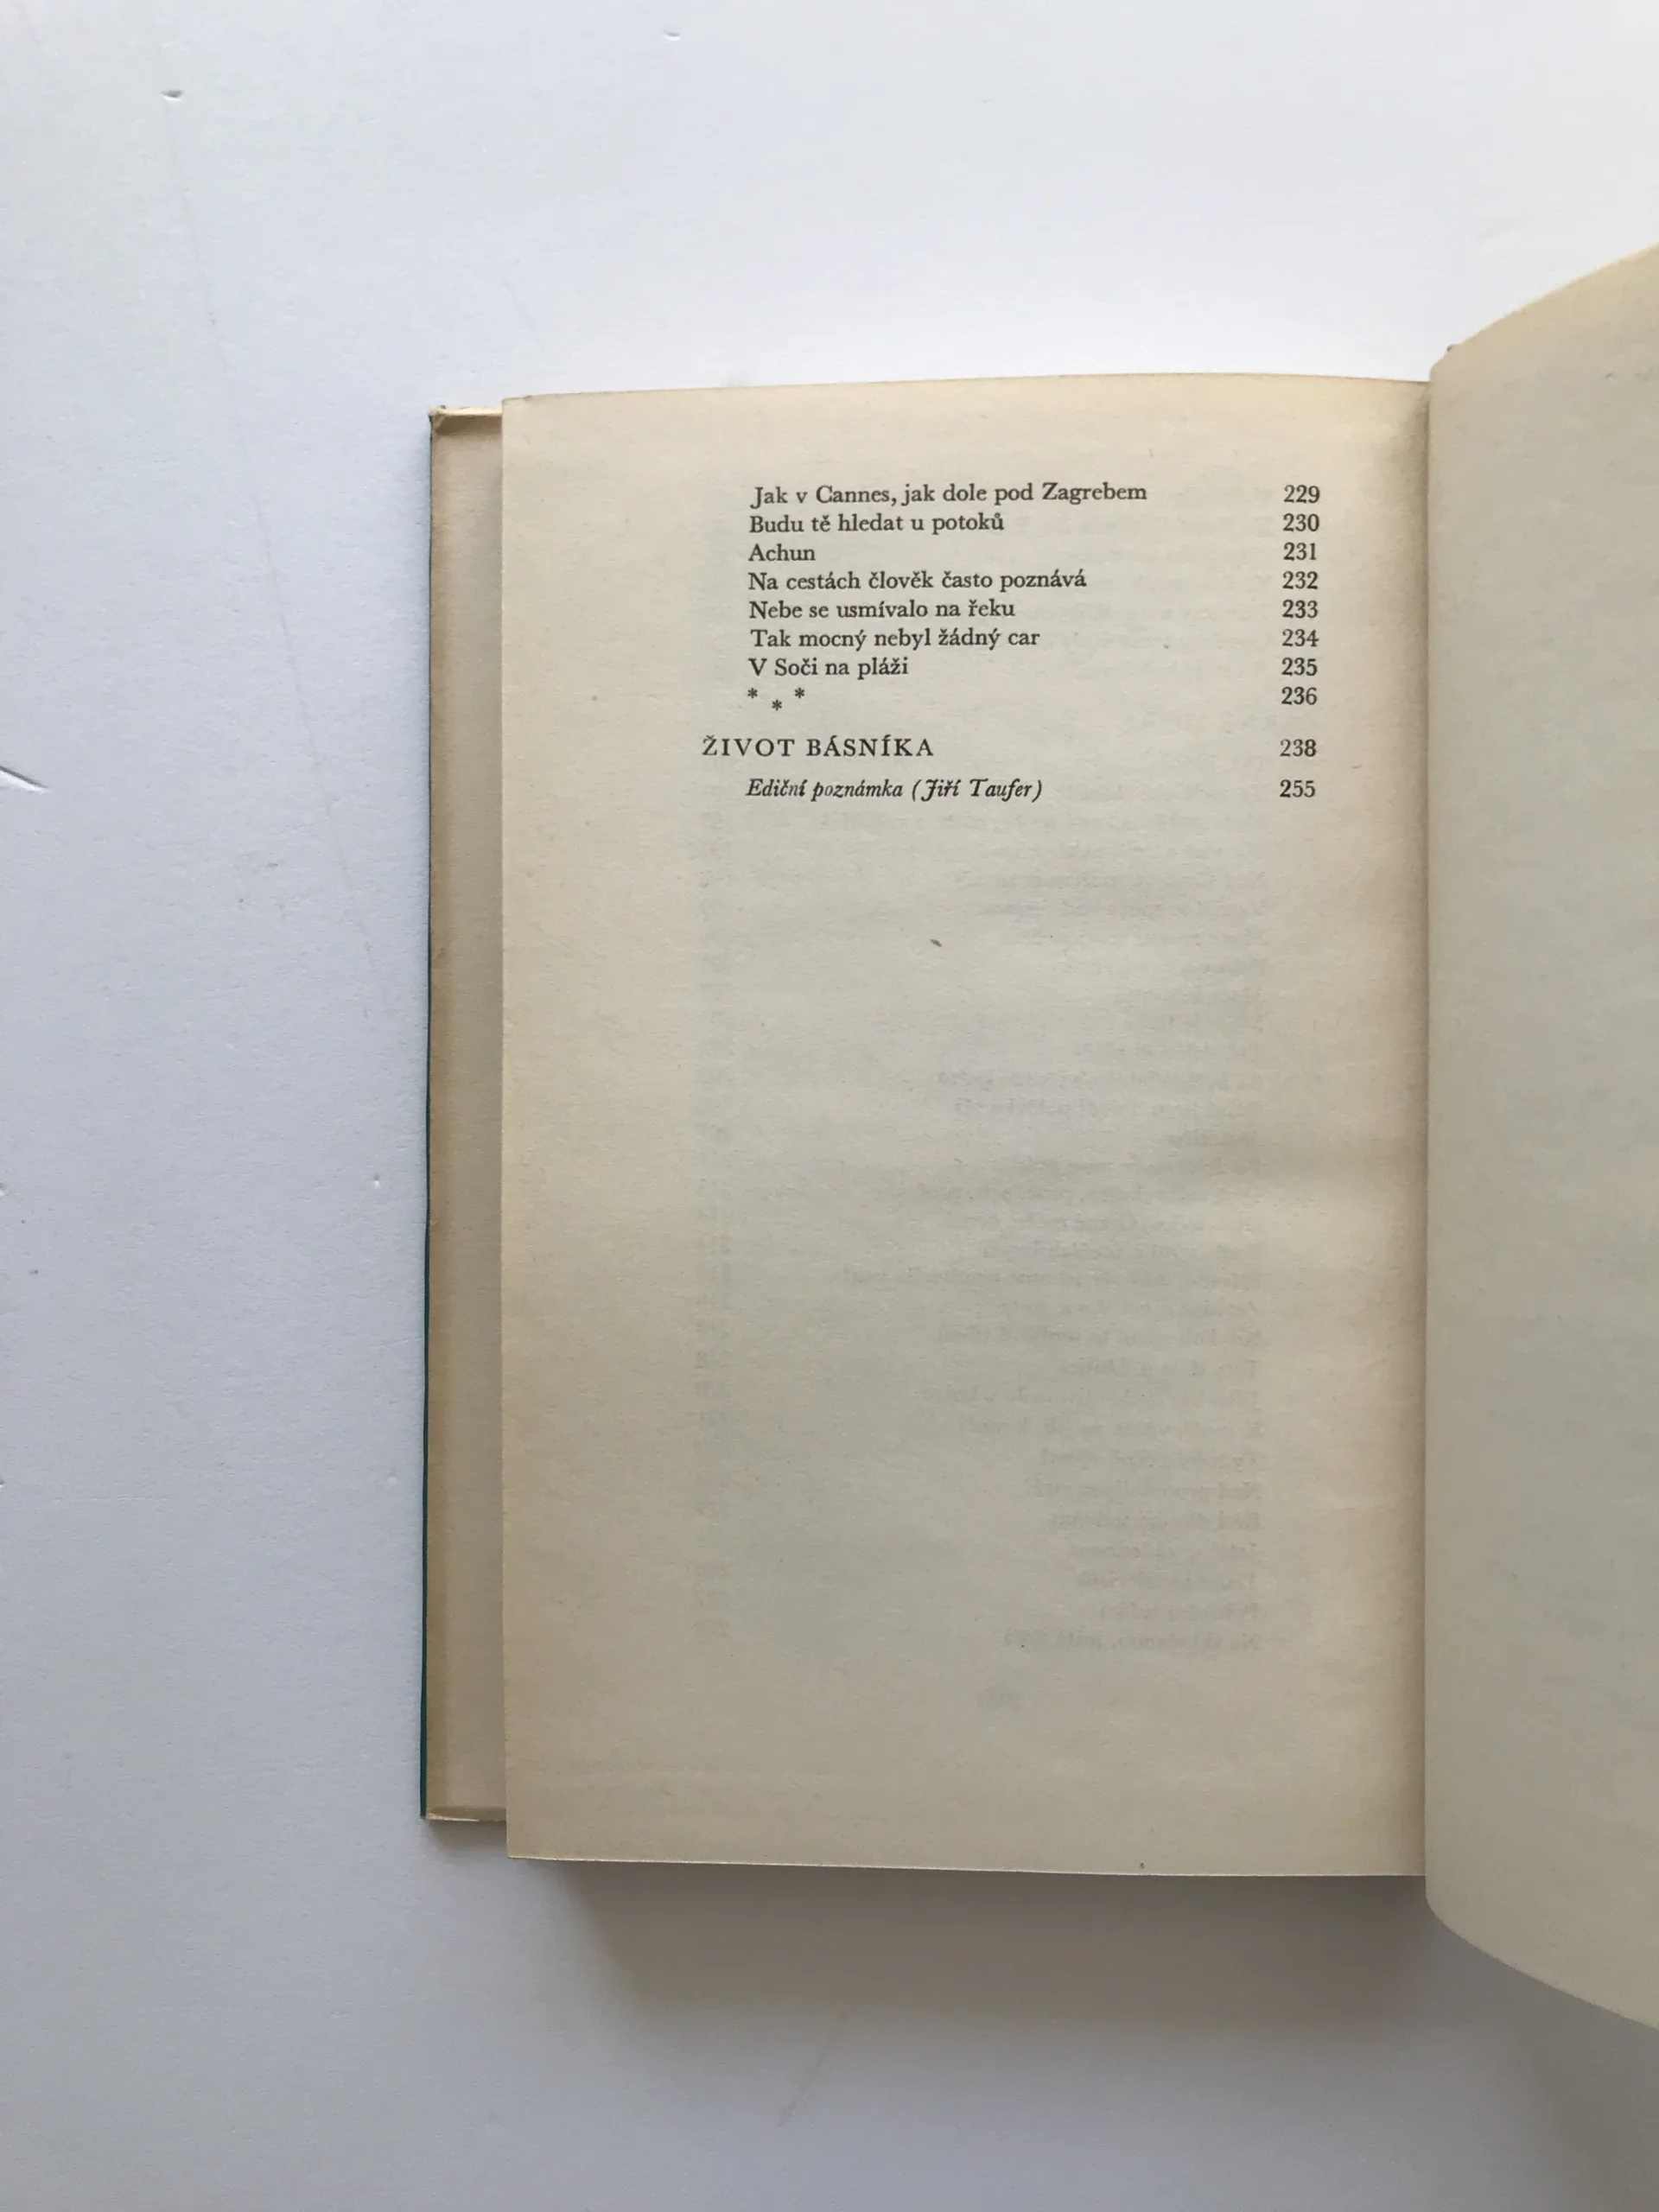 Jak v Cannes, jak dole pod Zagrebem 229
Budu tě hledat u potoků 230
Achun 231
Na cestách člověk často poznává 232
Nebe se usmívalo na řeku 233
Tak mocný nebyl žádný car 234
V Soči na pláži 235
* * * 236
ŽIVOT BÁSNÍKA 238
Ediční poznámka (Jiří Taufer) 255